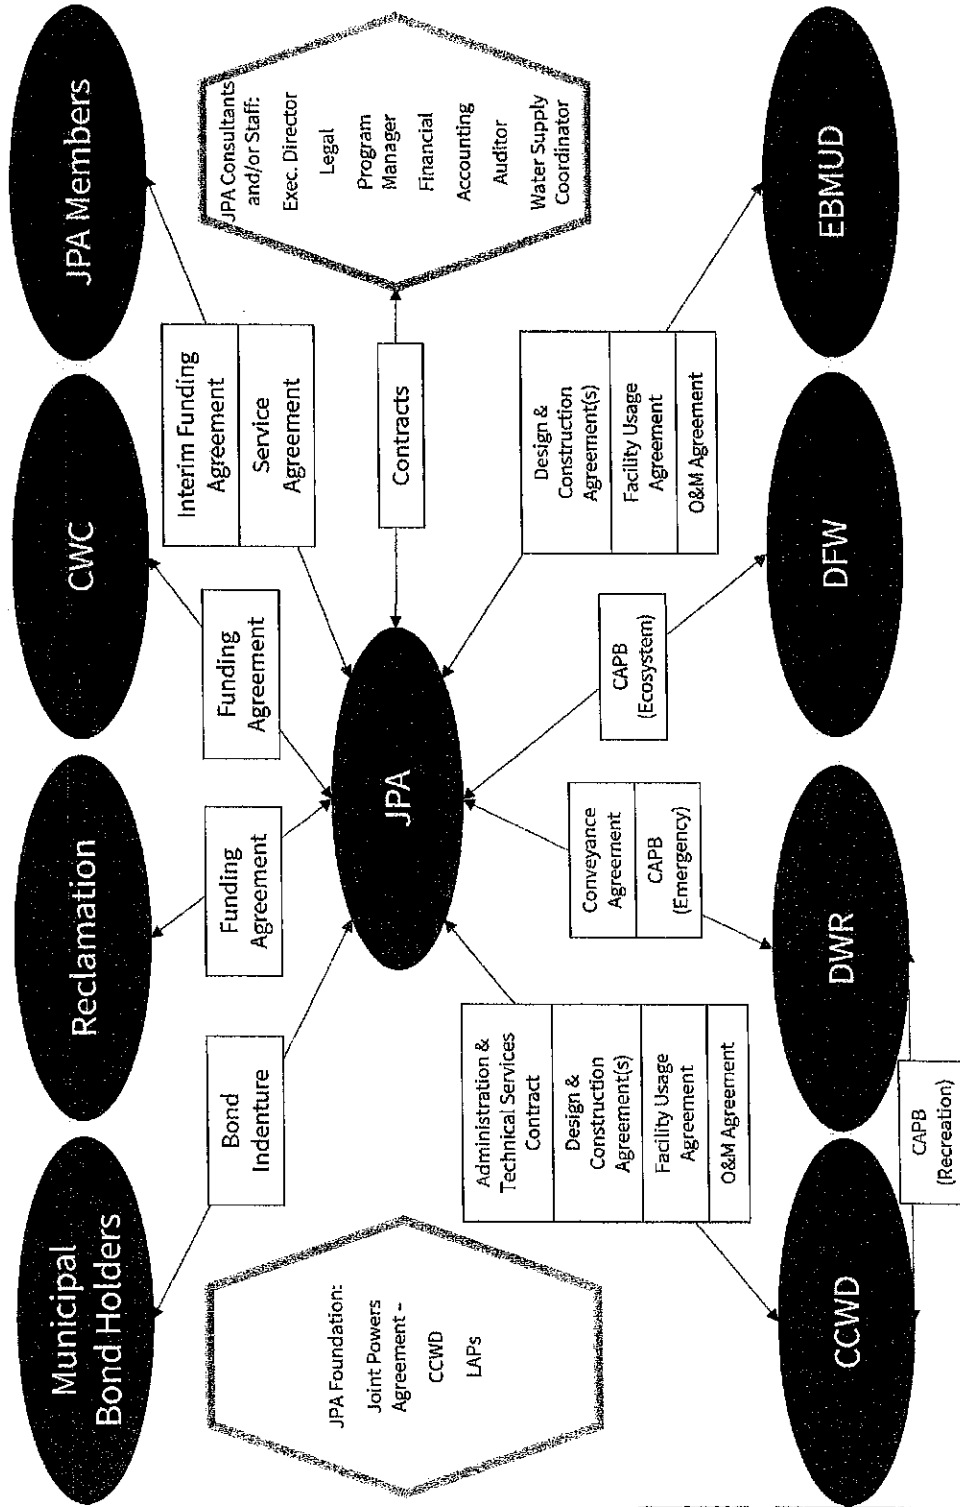 Municipal
Bond Holders
Reclamation
CWC
JPA Members
Bond
Indenture
Funding
Agreement
Funding
Agreement
Interim Funding
Agreement
Service
Agreement
JPA Foundation:
Joint Powers
Agreement –
CCWD
LAPs
JPA
Contracts
JPA Consultants
and/or Staff:
Exec. Director
Legal
Program
Manager
Financial
Accounting
Auditor
Water Supply
Coordinator
Administration &
Technical Services
Contract
Design &
Construction
Agreement(s)
Facility Usage
Agreement
O&M Agreement
Conveyance
Agreement
CAPB
(Emergency)
CAPB
(Ecosystem)
Design &
Construction
Agreement(s)
Facility Usage
Agreement
O&M Agreement
CCWD
DWR
DFW
EBMUD
CAPB
(Recreation)